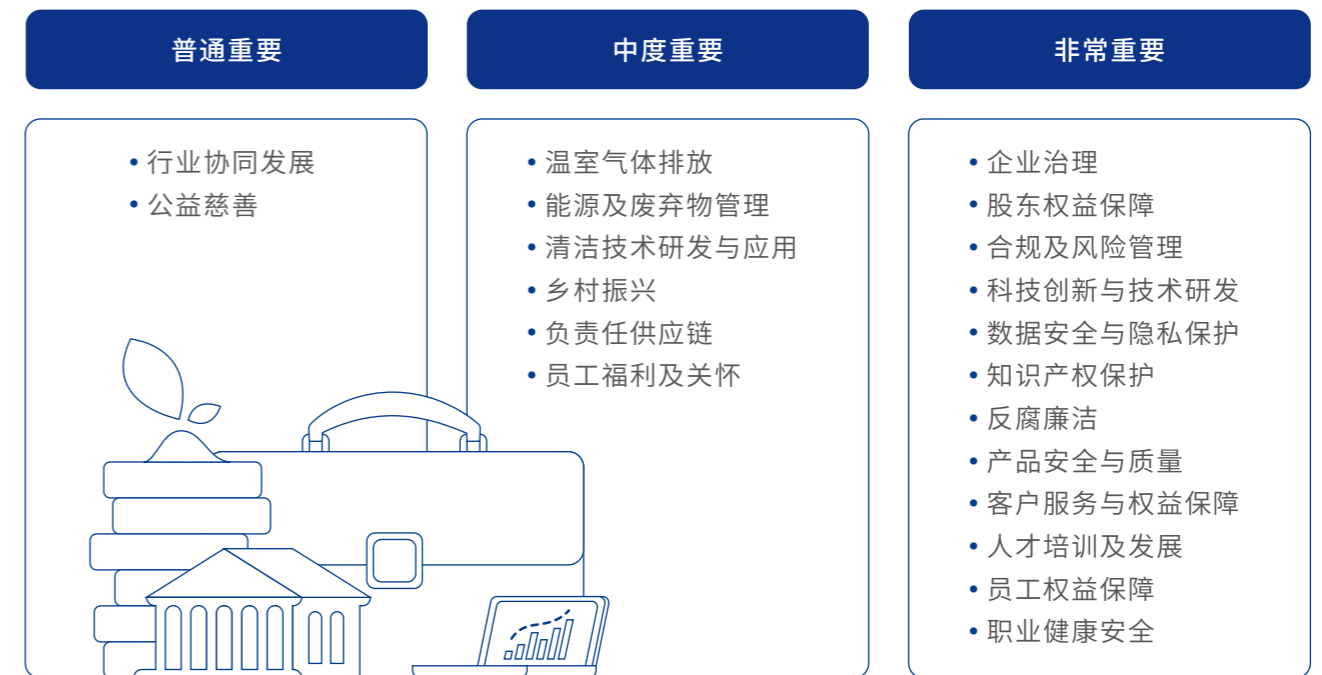 普通重要
• 行业协同发展
• 公益慈善
中度重要
• 温室气体排放
• 能源及废弃物管理
• 清洁技术研发与应用
• 乡村振兴
• 负责任供应链
• 员工福利及关怀
非常重要
• 企业治理
• 股东权益保障
• 合规及风险管理
• 科技创新与技术研发
• 数据安全与隐私保护
• 知识产权保护
• 反腐廉洁
• 产品安全与质量
• 客户服务与权益保障
• 人才培训及发展
• 员工权益保障
• 职业健康安全